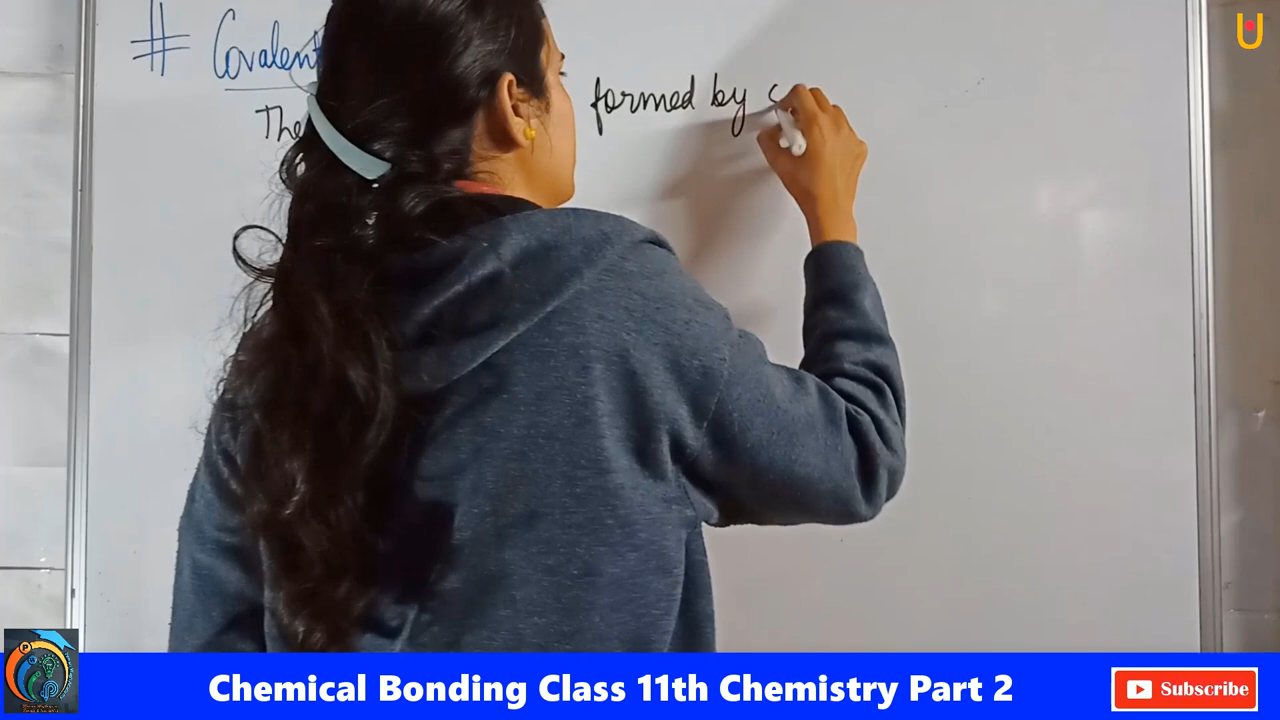 # Covalent
The formed by
Chemical Bonding Class 11th Chemistry Part 2
Subscribe